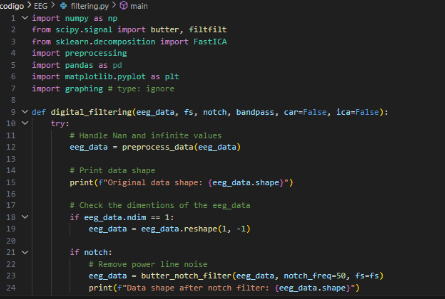 codigo > EEG > filtering.py > main
1 import numpy as np
2 from scipy.signal import butter, filtfilt
3 from sklearn.decomposition import FastICA
4 import preprocessing
5 import pandas as pd
6 import matplotlib.pyplot as plt
7 import graphing # type: ignore
8
9 def digital_filtering(eeg_data, fs, notch, bandpass, car=False, ica=False):
10 try:
11 # Handle Nan and infinite values
12 eeg_data = preprocess_data(eeg_data)
13
14 # Print data shape
15 print(f"Original data shape: {eeg_data.shape}")
16
17 # Check the dimentions of the eeg_data
18 if eeg_data.ndim == 1:
19 eeg_data = eeg_data.reshape(1, -1)
20
21 if notch:
22 # Remove power line noise
23 eeg_data = butter_notch_filter(eeg_data, notch_freq=50, fs=fs)
24 print(f"Data shape after notch filter: {eeg_data.shape}")